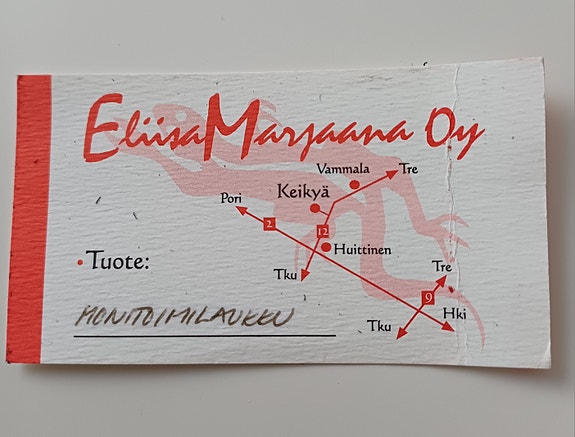 EliisaMarjaana Oy
Vammala
Tre
Keikyä
Pori
2
12
Huittinen
•Tuote:
Tku
Tre
9
Hki
Tku
MONITOIMILAUKKU